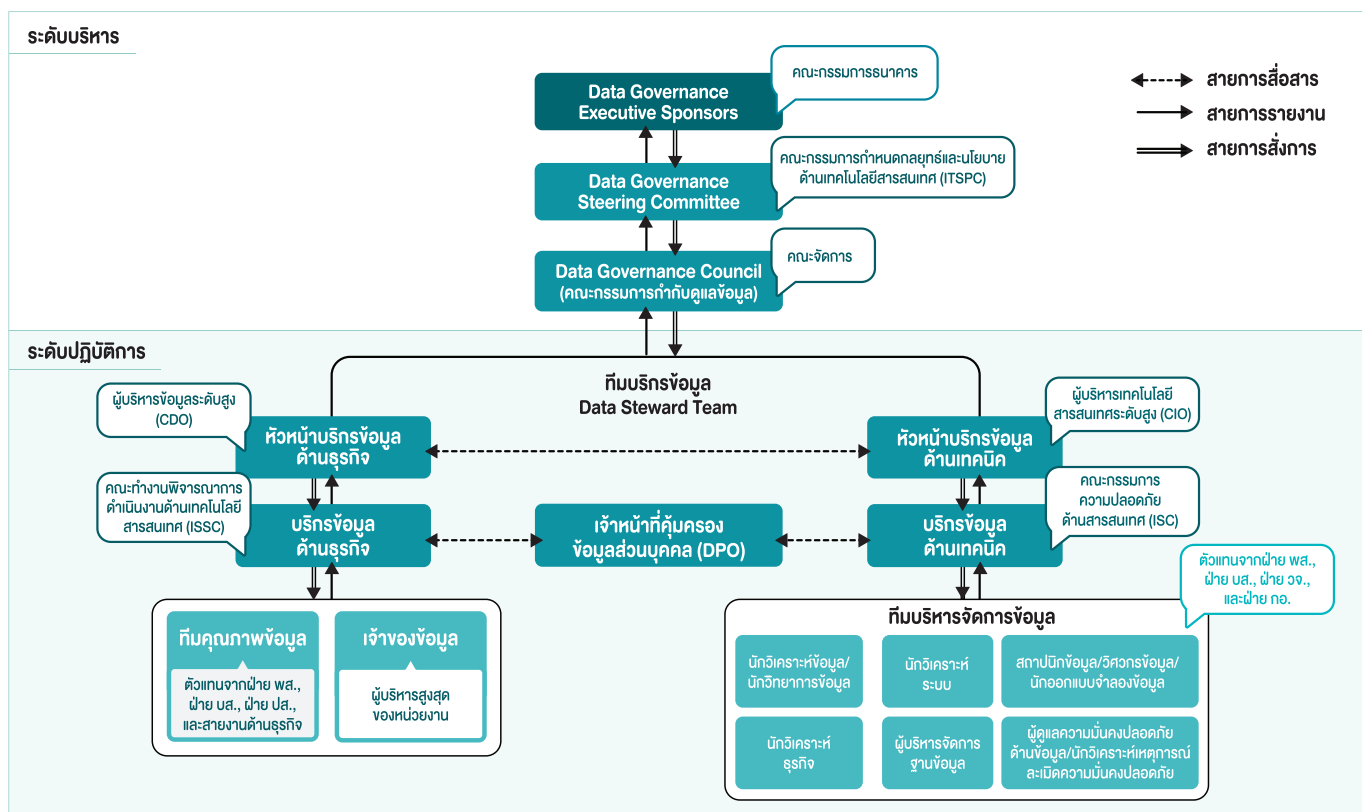 ระดับบริหาร
คณะกรรมการธนาคาร
Data Governance
Executive Sponsors
สายการสื่อสาร
สายการรายงาน
สายการสั่งการ
คณะกรรมการกำหนดกลยุทธ์และนโยบาย
ด้านเทคโนโลยีสารสนเทศ (ITSPC)
Data Governance
Steering Committee
คณะจัดการ
Data Governance Council
(คณะกรรมการกำกับดูแลข้อมูล)
ระดับปฏิบัติการ
ทีมบริกรข้อมูล
Data Steward Team
ผู้บริหารข้อมูลระดับสูง
(CDO)
หัวหน้าบริกรข้อมูล
ด้านธุรกิจ
ผู้บริหารเทคโนโลยี
สารสนเทศระดับสูง (CIO)
หัวหน้าบริกรข้อมูล
ด้านเทคนิค
คณะทำงานพิจารณาการ
ดำเนินงานด้านเทคโนโลยี
สารสนเทศ (ISSC)
บริกรข้อมูล
ด้านธุรกิจ
เจ้าหน้าที่คุ้มครอง
ข้อมูลส่วนบุคคล (DPO)
บริกรข้อมูล
ด้านเทคนิค
คณะกรรมการ
ความปลอดภัย
ด้านสารสนเทศ (ISC)
ตัวแทนจากฝ่าย พส.,
ฝ่าย บส., ฝ่าย วจ.,
และฝ่าย กอ.
ทีมคุณภาพข้อมูล
ตัวแทนจากฝ่าย พส.,
ฝ่าย บส., ฝ่าย ปส.,
และสายงานด้านธุรกิจ
เจ้าของข้อมูล
ผู้บริหารสูงสุด
ของหน่วยงาน
ทีมบริหารจัดการข้อมูล
นักวิเคราะห์ข้อมูล/
นักวิทยาการข้อมูล
นักวิเคราะห์
ระบบ
สถาปนิกข้อมูล/วิศวกรข้อมูล/
นักออกแบบจำลองข้อมูล
นักวิเคราะห์
ธุรกิจ
ผู้บริหารจัดการ
ฐานข้อมูล
ผู้ดูแลความมั่นคงปลอดภัย
ด้านข้อมูล/นักวิเคราะห์เหตุการณ์
ละเมิดความมั่นคงปลอดภัย